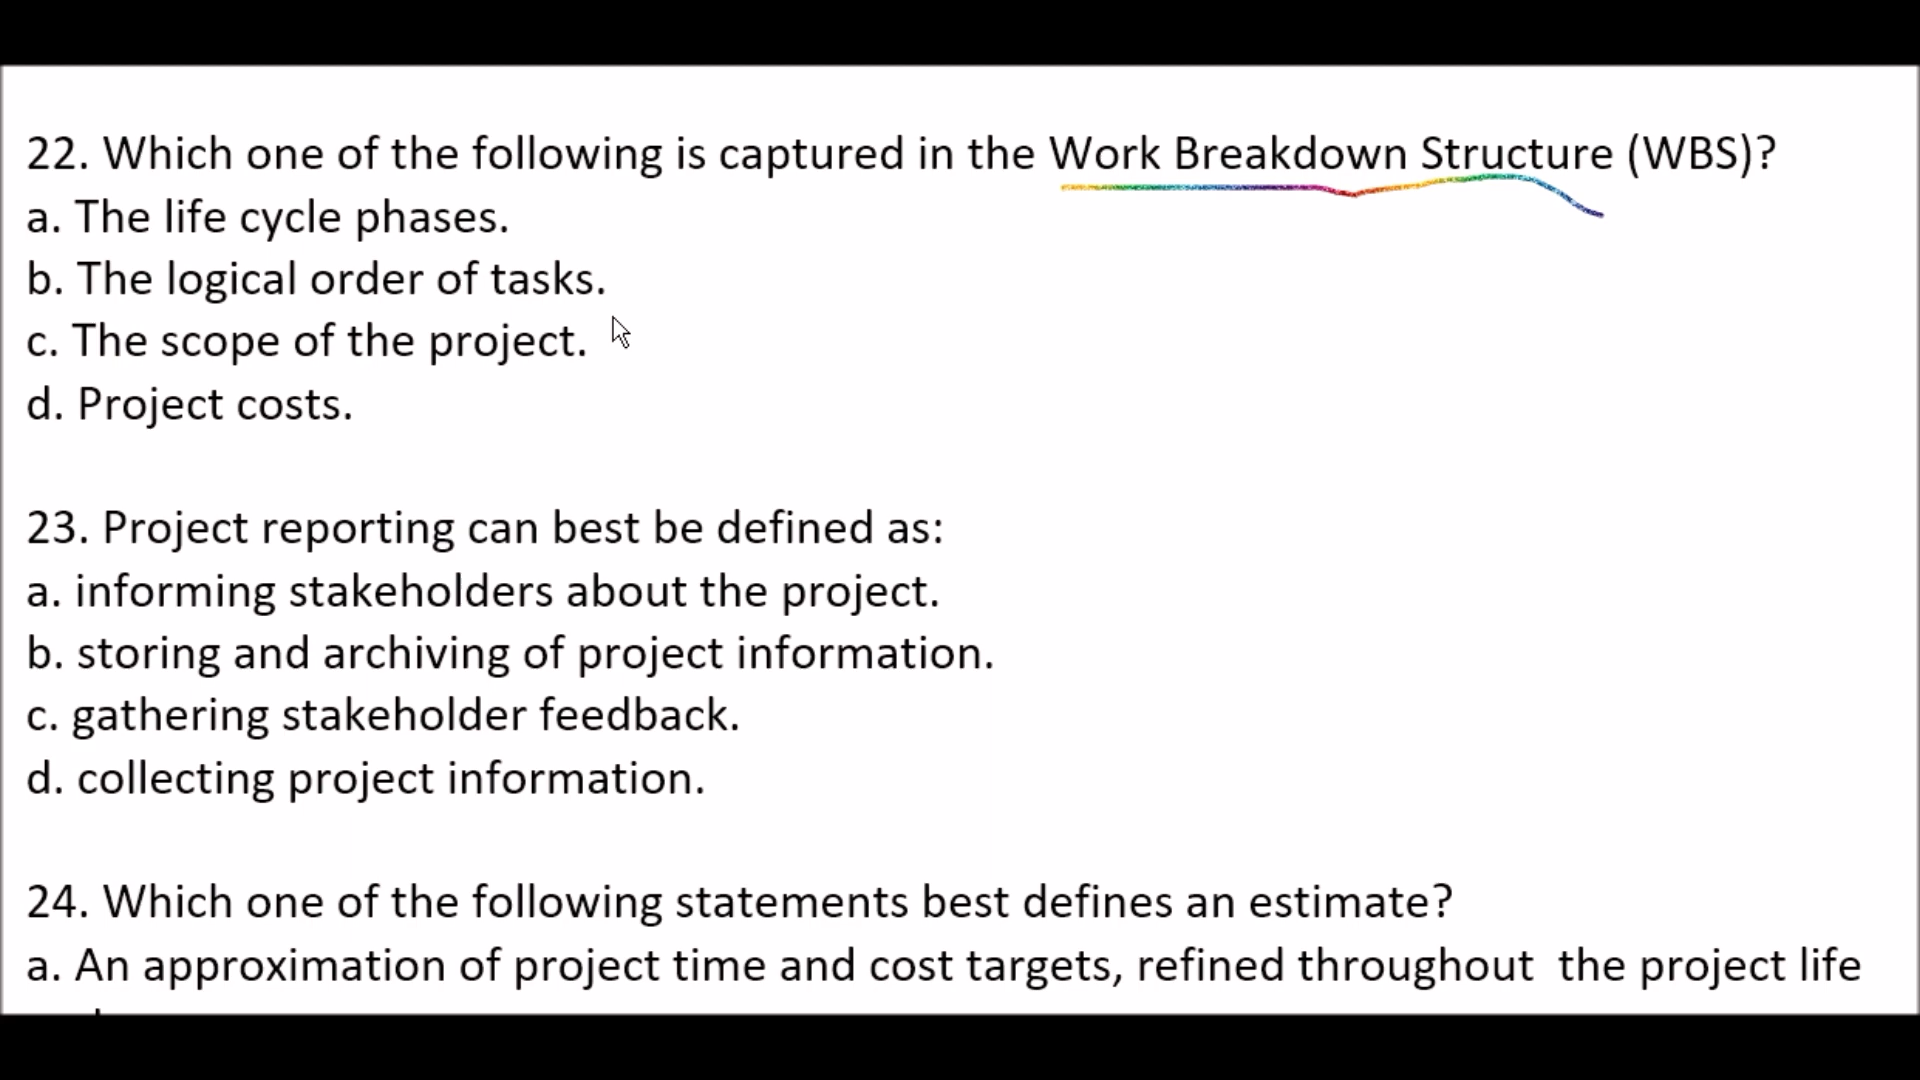 22. Which one of the following is captured in the Work Breakdown Structure (WBS)?
a. The life cycle phases.
b. The logical order of tasks.
c. The scope of the project.
d. Project costs.
23. Project reporting can best be defined as:
a. informing stakeholders about the project.
b. storing and archiving of project information.
c. gathering stakeholder feedback.
d. collecting project information.
24. Which one of the following statements best defines an estimate?
a. An approximation of project time and cost targets, refined throughout  the project life